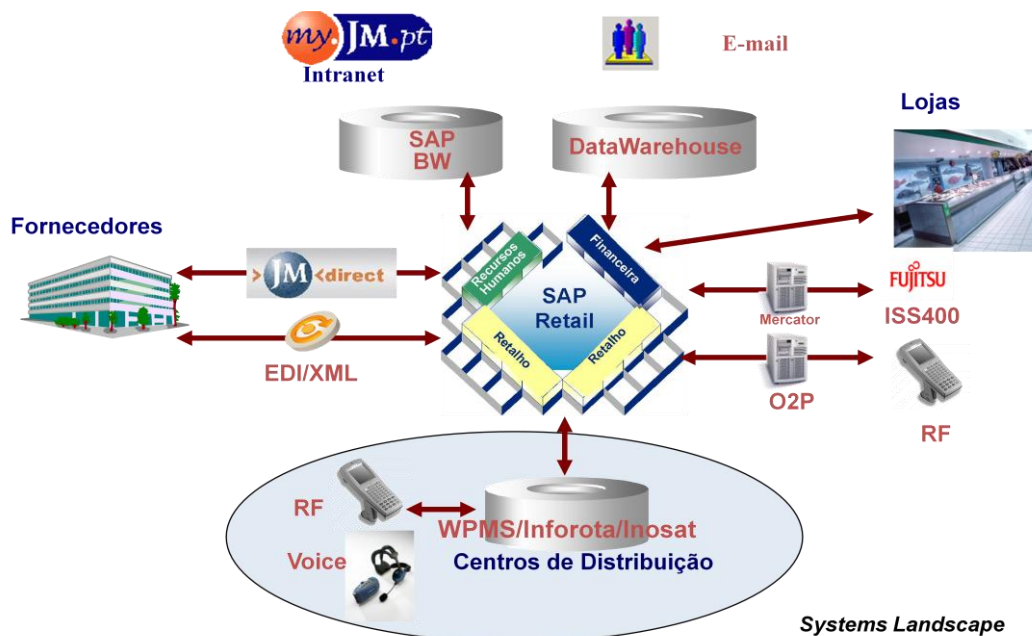 my.JM.pt
Intranet
E-mail
Lojas
SAP
BW
DataWarehouse
Fornecedores
Recursos
Humanos
Financeira
> JM <direct
SAP
Retail
Mercator
FUJITSU
ISS400
Retalho
Retalho
EDI/XML
O2P
RF
RF
WPMS/Inforota/Inosat
Voice
Centros de Distribuição
Systems Landscape